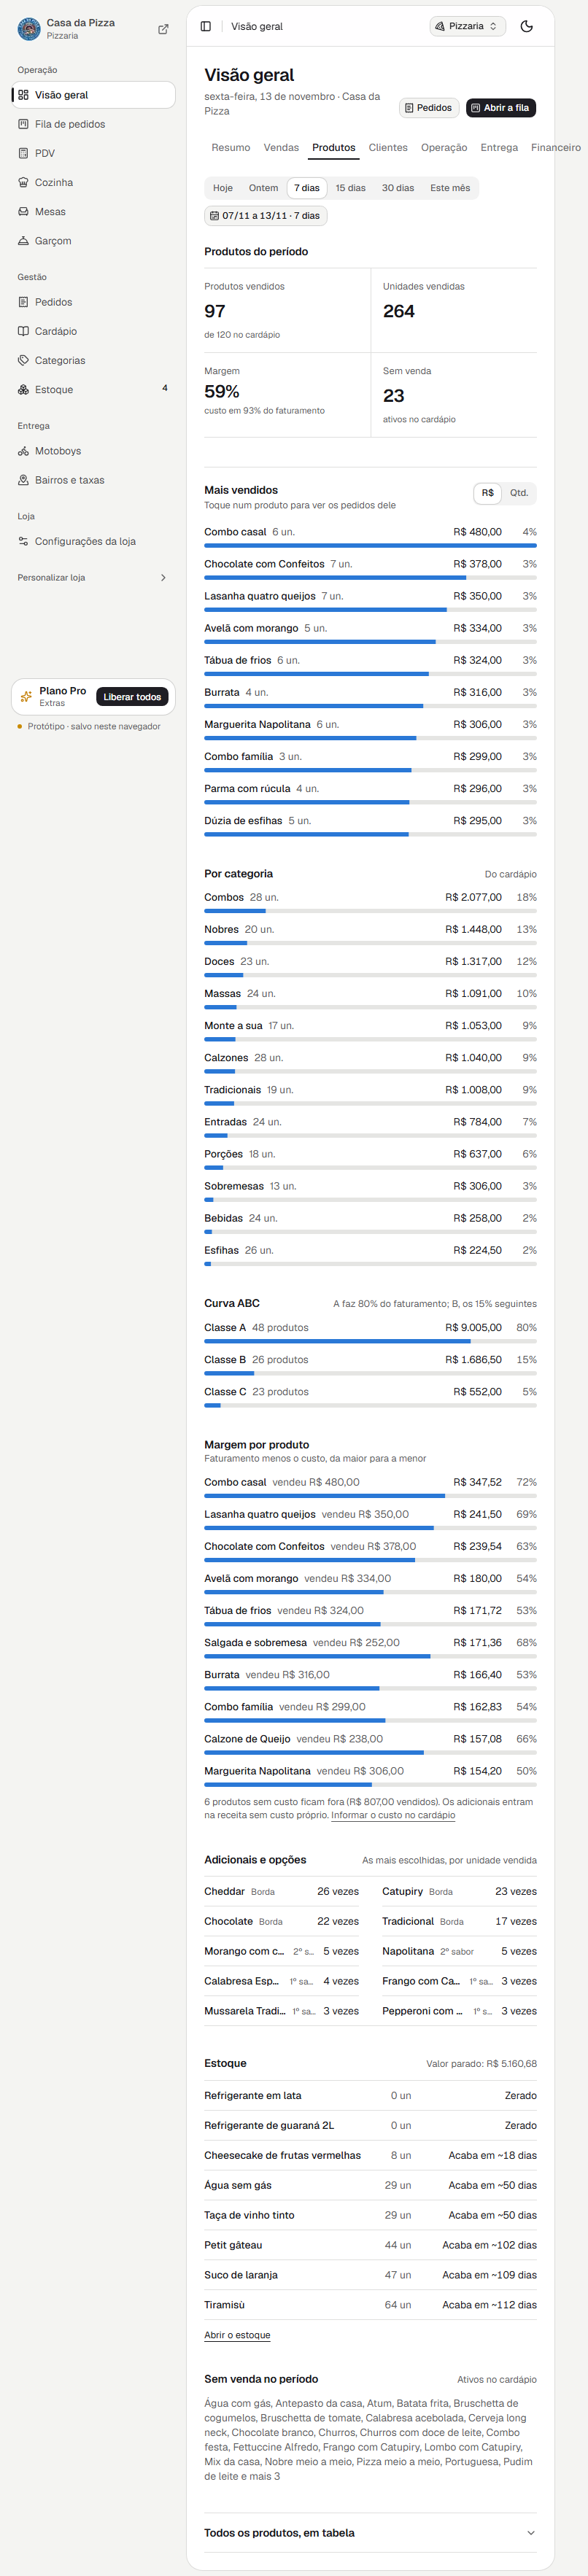 Casa da Pizza
Pizzaria
Operação
Visão geral
Fila de pedidos
PDV
Cozinha
Mesas
Garçom
Gestão
Pedidos
Cardápio
Categorias
Estoque 4
Entrega
Motoboys
Bairros e taxas
Loja
Configurações da loja
Personalizar loja
Plano Pro
Extras
Liberar todos
Protótipo · salvo neste navegador
Visão geral
Pizzaria
Visão geral
sexta-feira, 13 de novembro · Casa da
Pizza
Pedidos
Abrir a fila
Resumo Vendas Produtos Clientes Operação Entrega Financeiro
Hoje Ontem 7 dias 15 dias 30 dias Este mês
07/11 a 13/11 · 7 dias
Produtos do período
Produtos vendidos
97
de 120 no cardápio
Unidades vendidas
264
Margem
59%
custo em 93% do faturamento
Sem venda
23
ativos no cardápio
Mais vendidos
Toque num produto para ver os pedidos dele
R$ Qtd.
Combo casal 6 un. R$ 480,00 4%
Chocolate com Confeitos 7 un. R$ 378,00 3%
Lasanha quatro queijos 7 un. R$ 350,00 3%
Avelã com morango 5 un. R$ 334,00 3%
Tábua de frios 6 un. R$ 324,00 3%
Burrata 4 un. R$ 316,00 3%
Marguerita Napolitana 6 un. R$ 306,00 3%
Combo família 3 un. R$ 299,00 3%
Parma com rúcula 4 un. R$ 296,00 3%
Dúzia de esfihas 5 un. R$ 295,00 3%
Por categoria Do cardápio
Combos 28 un. R$ 2.077,00 18%
Nobres 20 un. R$ 1.448,00 13%
Doces 23 un. R$ 1.317,00 12%
Massas 24 un. R$ 1.091,00 10%
Monte a sua 17 un. R$ 1.053,00 9%
Calzones 28 un. R$ 1.040,00 9%
Tradicionais 19 un. R$ 1.008,00 9%
Entradas 24 un. R$ 784,00 7%
Porções 18 un. R$ 637,00 6%
Sobremesas 13 un. R$ 306,00 3%
Bebidas 24 un. R$ 258,00 2%
Esfihas 26 un. R$ 224,50 2%
Curva ABC A faz 80% do faturamento; B, os 15% seguintes
Classe A 48 produtos R$ 9.005,00 80%
Classe B 26 produtos R$ 1.686,50 15%
Classe C 23 produtos R$ 552,00 5%
Margem por produto
Faturamento menos o custo, da maior para a menor
Combo casal vendeu R$ 480,00 R$ 347,52 72%
Lasanha quatro queijos vendeu R$ 350,00 R$ 241,50 69%
Chocolate com Confeitos vendeu R$ 378,00 R$ 239,54 63%
Avelã com morango vendeu R$ 334,00 R$ 180,00 54%
Tábua de frios vendeu R$ 324,00 R$ 171,72 53%
Salgada e sobremesa vendeu R$ 252,00 R$ 171,36 68%
Burrata vendeu R$ 316,00 R$ 166,40 53%
Combo família vendeu R$ 299,00 R$ 162,83 54%
Calzone de Queijo vendeu R$ 238,00 R$ 157,08 66%
Marguerita Napolitana vendeu R$ 306,00 R$ 154,20 50%
6 produtos sem custo ficam fora (R$ 807,00 vendidos). Os adicionais entram
na receita sem custo próprio. Informar o custo no cardápio
Adicionais e opções As mais escolhidas, por unidade vendida
Cheddar Borda 26 vezes
Catupiry Borda 23 vezes
Chocolate Borda 22 vezes
Tradicional Borda 17 vezes
Morango com c... 2º s... 5 vezes
Napolitana 2º sabor 5 vezes
Calabresa Esp... 1º sa... 4 vezes
Frango com Ca... 1º sa... 3 vezes
Mussarela Tradi... 1º sa... 3 vezes
Pepperoni com ... 1º s... 3 vezes
Estoque Valor parado: R$ 5.160,68
Refrigerante em lata 0 un Zerado
Refrigerante de guaraná 2L 0 un Zerado
Cheesecake de frutas vermelhas 8 un Acaba em ~18 dias
Água sem gás 29 un Acaba em ~50 dias
Taça de vinho tinto 29 un Acaba em ~50 dias
Petit gâteau 44 un Acaba em ~102 dias
Suco de laranja 47 un Acaba em ~109 dias
Tiramisù 64 un Acaba em ~112 dias
Abrir o estoque
Sem venda no período Ativos no cardápio
Água com gás, Antepasto da casa, Atum, Batata frita, Bruschetta de
cogumelos, Bruschetta de tomate, Calabresa acebolada, Cerveja long
neck, Chocolate branco, Churros, Churros com doce de leite, Combo
festa, Fettuccine Alfredo, Frango com Catupiry, Lombo com Catupiry,
Mix da casa, Nobre meio a meio, Pizza meio a meio, Portuguesa, Pudim
de leite e mais 3
Todos os produtos, em tabela